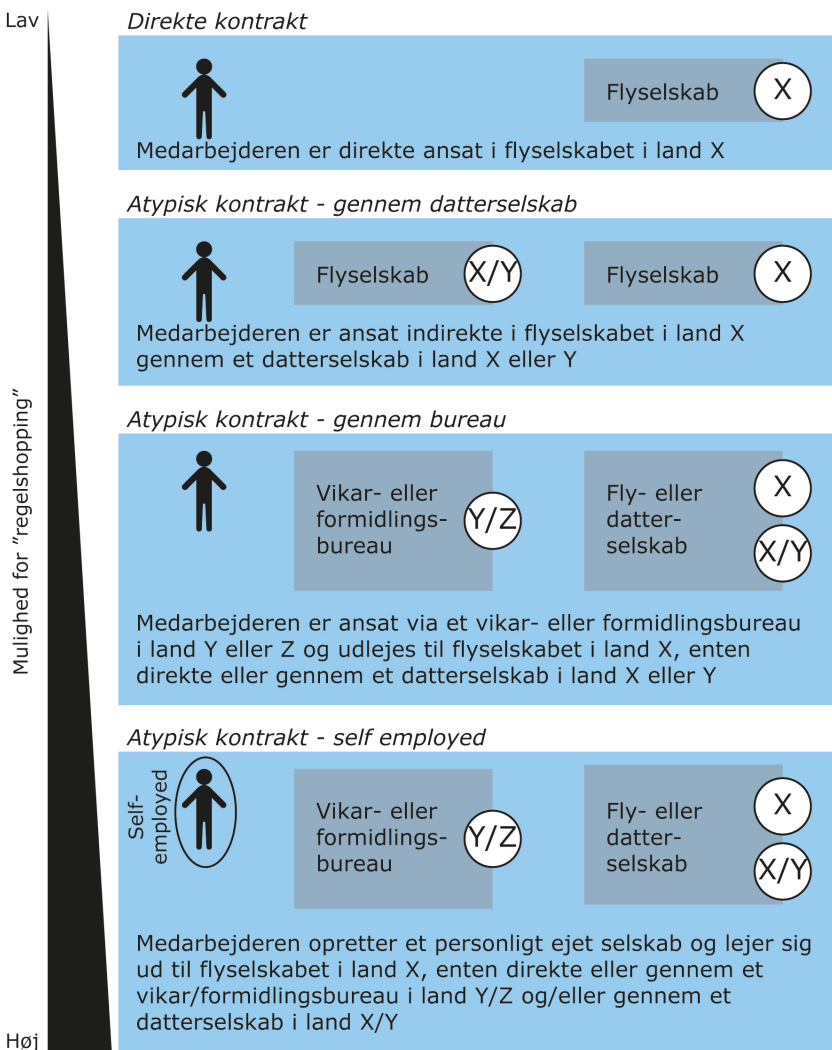 Lav
Mulighed for ”regelshopping”
Høj
Direkte kontrakt
Flyselskab
X
Medarbejderen er direkte ansat i flyselskabet i land X
Atypisk kontrakt - gennem datterselskab
Flyselskab
X/Y
Flyselskab
X
Medarbejderen er ansat indirekte i flyselskabet i land X
gennem et datterselskab i land X eller Y
Atypisk kontrakt - gennem bureau
Vikar- eller
formidlings-
bureau
Y/Z
Fly- eller
datter-
selskab
X
X/Y
Medarbejderen er ansat via et vikar- eller formidlingsbureau
i land Y eller Z og udlejes til flyselskabet i land X, enten
direkte eller gennem et datterselskab i land X eller Y
Atypisk kontrakt - self employed
Self-
employed
Vikar- eller
formidlings-
bureau
Y/Z
Fly- eller
datter-
selskab
X
X/Y
Medarbejderen opretter et personligt ejet selskab og lejer sig
ud til flyselskabet i land X, enten direkte eller gennem et
vikar/formidlingsbureau i land Y/Z og/eller gennem et
datterselskab i land X/Y